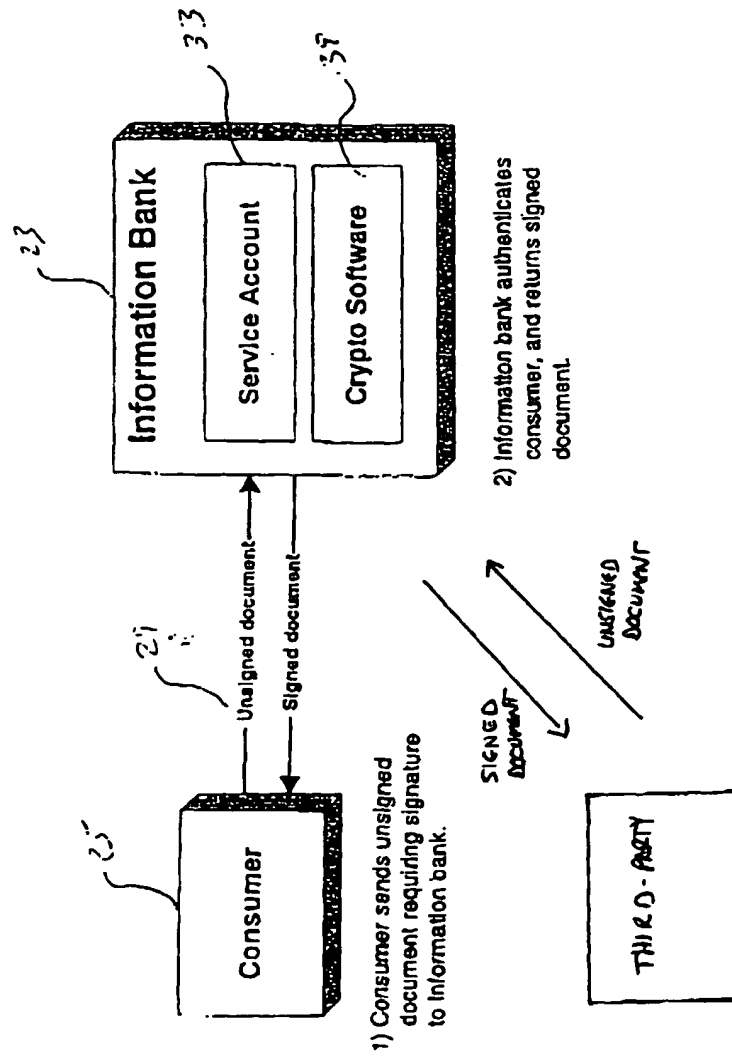 23
Information Bank
33
Service Account
39
Crypto Software
2) Information bank authenticates
consumer, and returns signed
document.
Unsigned document
Signed document
25
Consumer
1) Consumer sends unsigned
document requiring signature
to Information bank.
SIGNED
DOCUMENT
UNSIGNED
DOCUMENT
THIRD-PARTY